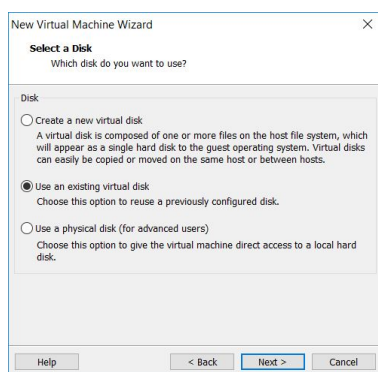 New Virtual Machine Wizard
Select a Disk
Which disk do you want to use?
Disk
Create a new virtual disk
A virtual disk is composed of one or more files on the host file system, which
will appear as a single hard disk to the guest operating system. Virtual disks
can easily be copied or moved on the same host or between hosts.
Use an existing virtual disk
Choose this option to reuse a previously configured disk.
Use a physical disk (for advanced users)
Choose this option to give the virtual machine direct access to a local hard
disk.
Help < Back Next > Cancel